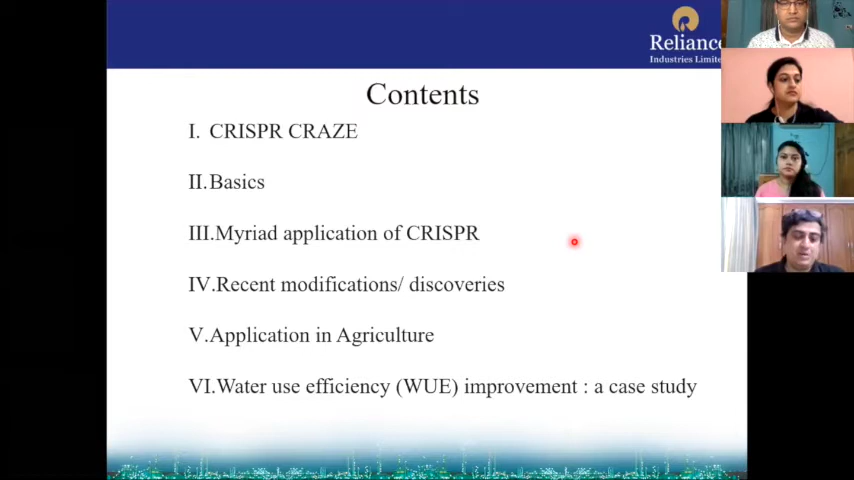 Reliance
Industries Limite
Contents
I. CRISPR CRAZE
II.Basics
III.Myriad application of CRISPR
IV.Recent modifications/ discoveries
V.Application in Agriculture
VI.Water use efficiency (WUE) improvement : a case study